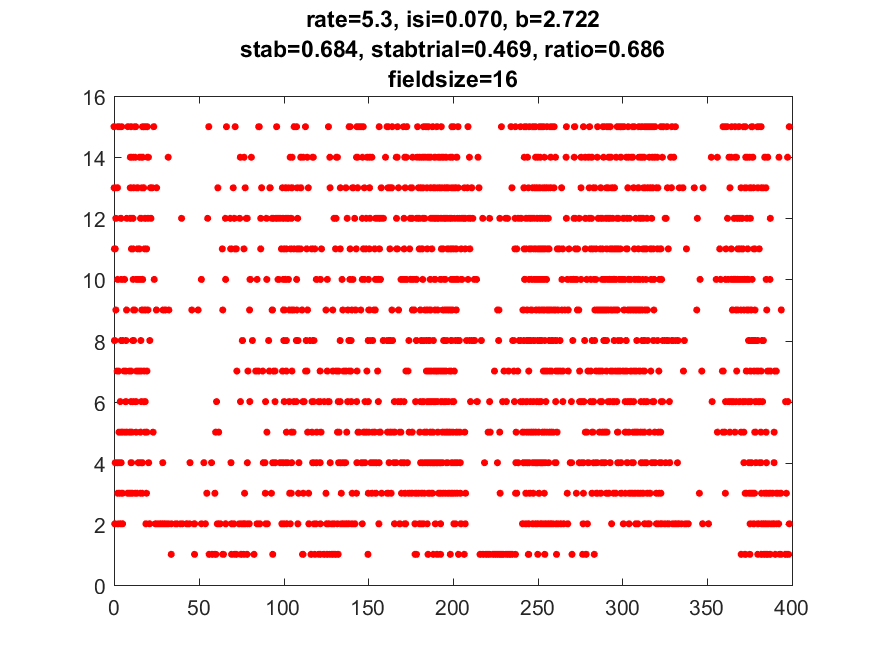 rate=5.3, isi=0.070, b=2.722
stab=0.684, stabtrial=0.469, ratio=0.686
fieldsize=16
16
14
12
10
8
6
4
2
0
0 50 100 150 200 250 300 350 400